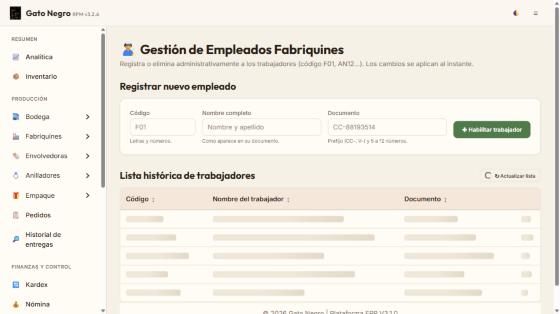 Gato Negro RPM v3.2.6
RESUMEN
Analítica
Inventario
PRODUCCIÓN
Bodega
Fabriquines
Envolvedoras
Anilladores
Empaque
Pedidos
Historial de
entregas
FINANZAS Y CONTROL
Kardex
Nómina
Gestión de Empleados Fabriquines
Registra o elimina administrativamente a los trabajadores (código F01, AN12...). Los cambios se aplican al instante.
Registrar nuevo empleado
Código
Nombre completo
Documento
F01
Nombre y apellido
CC-88193514
+ Habilitar trabajador
Letras y números.
Como aparece en su documento.
Prefijo (CC-, V-) y 5 a 12 números.
Lista histórica de trabajadores
↻ Actualizar lista
Código
Nombre del trabajador
Documento
© 2026 Gato Negro | Plataforma ERP V3.1.0